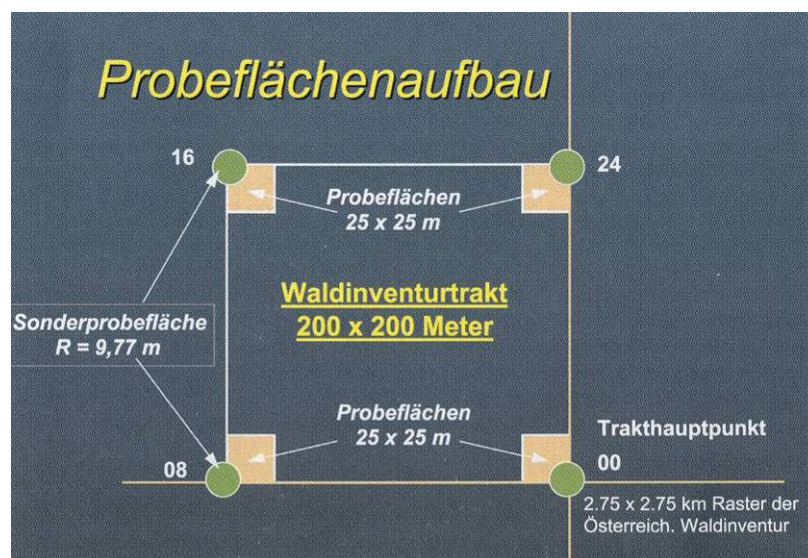 Probeflächenaufbau
16
24
Probeflächen
25 x 25 m
Waldinventurtrakt
200 x 200 Meter
Sonderprobefläche
R = 9,77 m
Probeflächen
25 x 25 m
Trakthauptpunkt
08
00
2.75 x 2.75 km Raster der
Österreich. Waldinventur